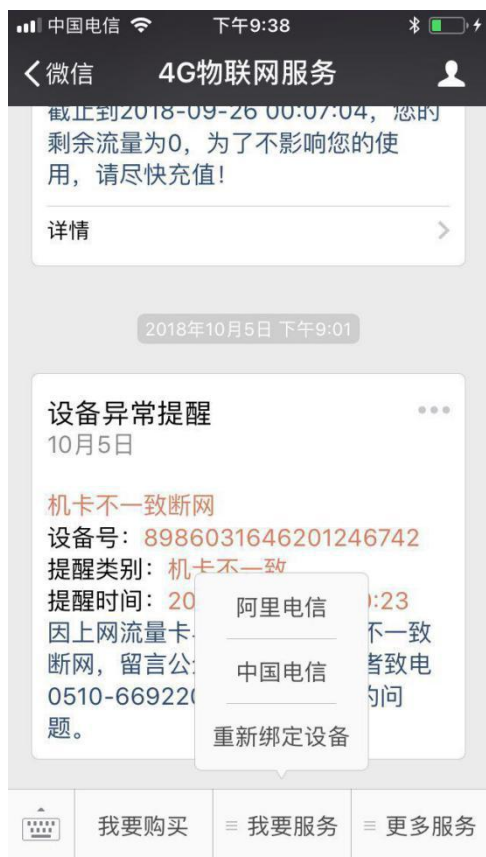 中国电信 下午9:38
微信 4G物联网服务
截止到2018-09-26 00:07:04，您的
剩余流量为0，为了不影响您的使
用，请尽快充值！
详情
2018年10月5日 下午9:01
设备异常提醒
10月5日
机卡不一致断网
设备号：89860316462012 46742
提醒类别：机卡不一致
提醒时间：20 :23
因上网流量卡 不一致
断网，留言公 者致电
0510-66922 的问
题。
阿里电信
中国电信
重新绑定设备
我要购买 我要服务 更多服务